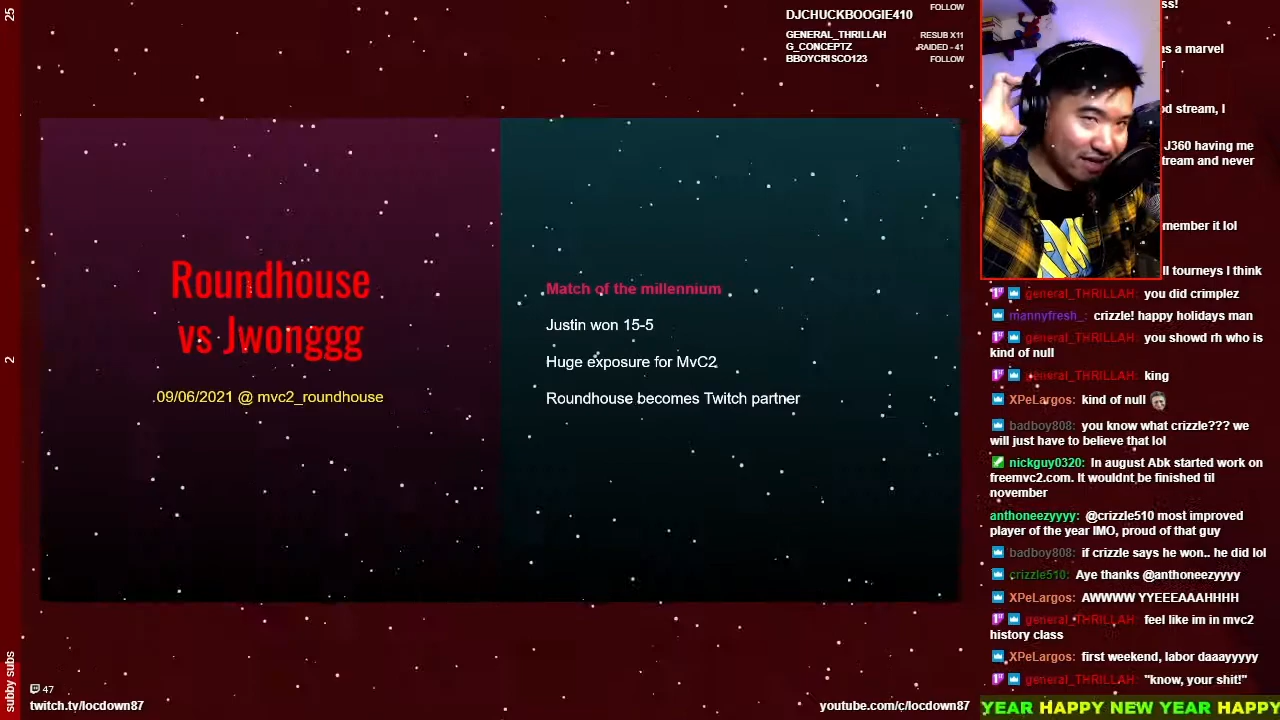 25
DJCHUCKBOOGIE410 FOLLOW
GENERAL_THRILLAH RESUB X11
G_CONCEPTZ RAIDED - 41
BBOYCRISCO123 FOLLOW
Roundhouse
vs Jwonggg
09/06/2021 @ mvc2_roundhouse
Match of the millennium
Justin won 15-5
Huge exposure for MvC2
Roundhouse becomes Twitch partner
ss!
as a marvel
od stream, I
J360 having me
tream and never
member it lol
ll tourneys I think
general_THRILLAH: you did crimplez
mannyfresh_: crizzle! happy holidays man
general_THRILLAH: you showd rh who is
kind of null
general_THRILLAH: king
XPeLargos: kind of null
badboy808: you know what crizzle??? we
will just have to believe that lol
nickguy0320: In august Abk started work on
freemvc2.com. It wouldnt be finished til
november
anthoneezyyyy: @crizzle510 most improved
player of the year IMO, proud of that guy
badboy808: if crizzle says he won.. he did lol
crizzle510: Aye thanks @anthoneezyyyy
XPeLargos: AWWWW YYEEEAAAHHHH
general_THRILLAH: feel like im in mvc2
history class
XPeLargos: first weekend, labor daaayyyyy
general_THRILLAH: "know, your shit!"
2
subby subs
47
twitch.tv/locdown87
youtube.com/c/locdown87
YEAR HAPPY NEW YEAR HAPPY